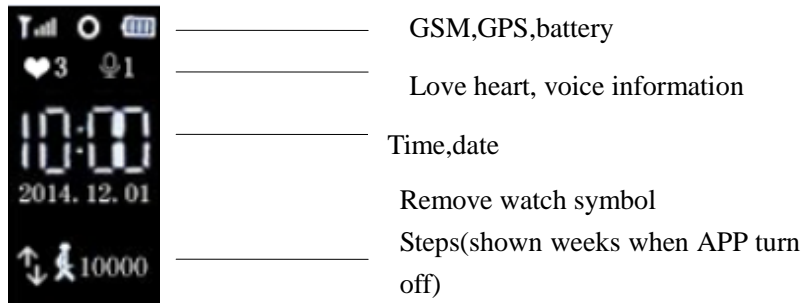 GSM,GPS,battery
3 1
Love heart, voice information
10:00
Time,date
2014.12.01
Remove watch symbol
Steps(shown weeks when APP turn
off)
10000